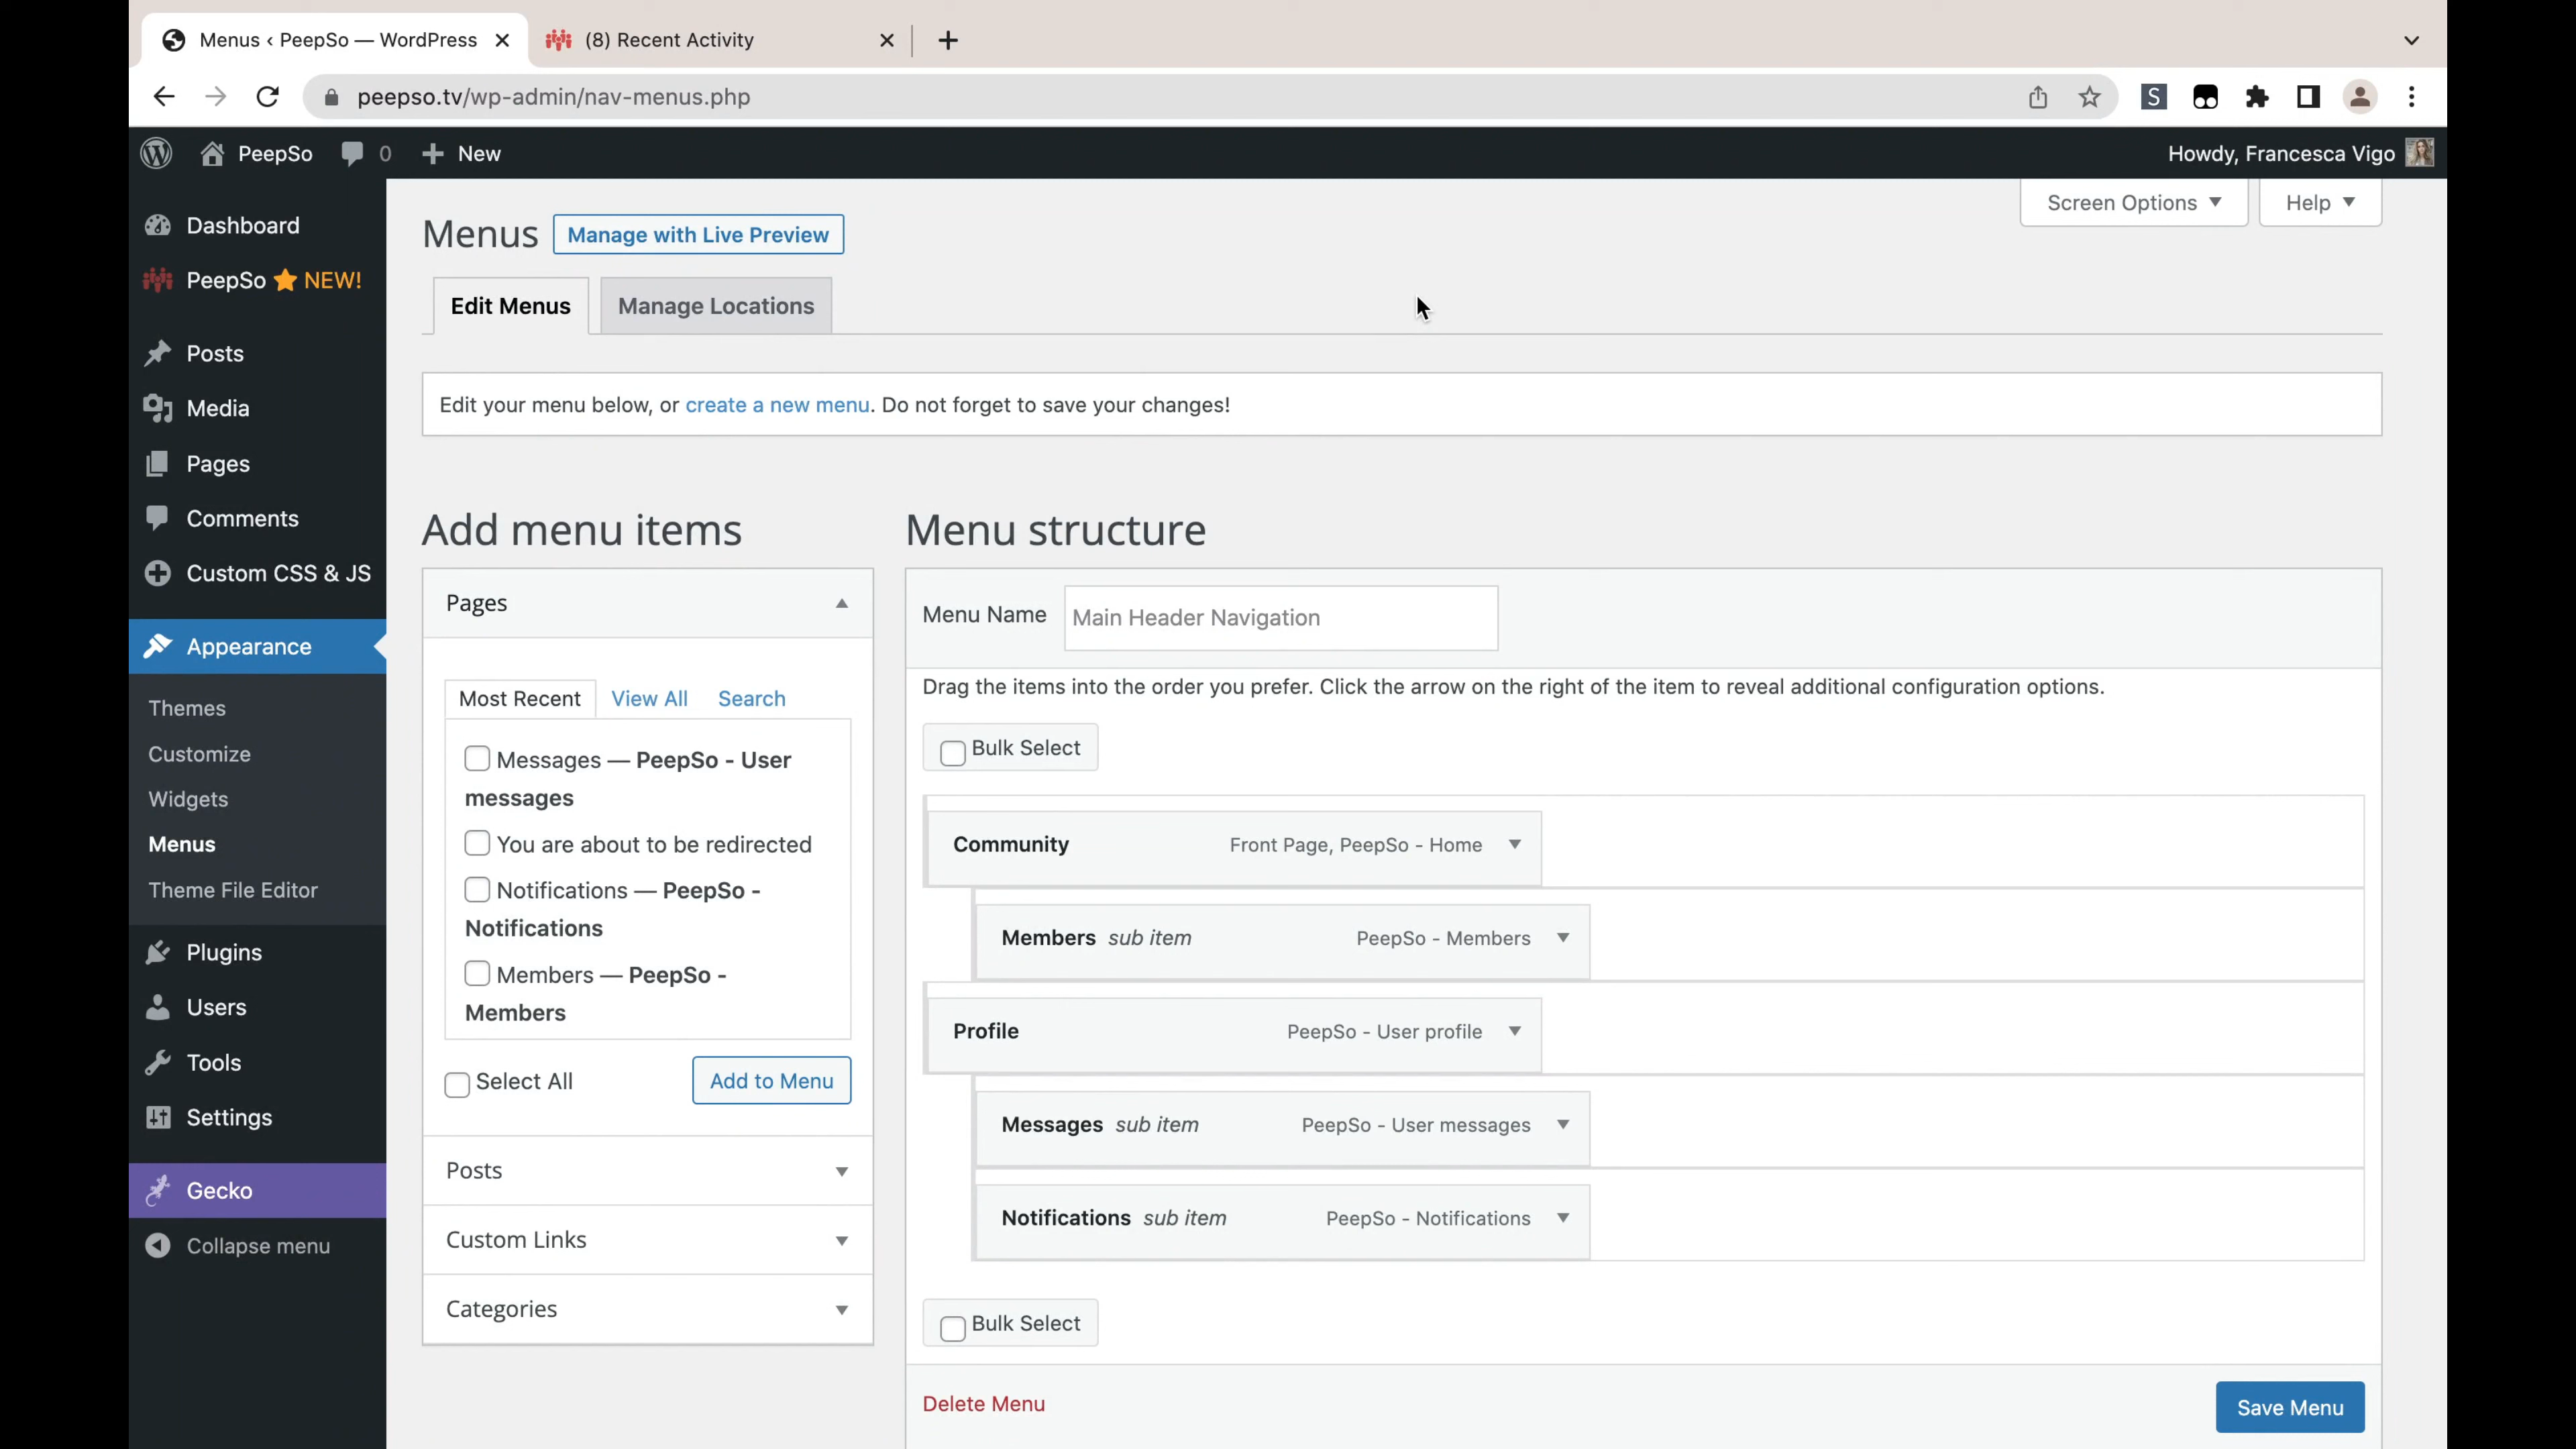 Menus ‹ PeepSo — WordPress
(8) Recent Activity
peepso.tv/wp-admin/nav-menus.php
S
PeepSo
0
New
Howdy, Francesca Vigo
Dashboard
PeepSo ⭐ NEW!
Posts
Media
Pages
Comments
Custom CSS & JS
Appearance
Themes
Customize
Widgets
Menus
Theme File Editor
Plugins
Users
Tools
Settings
Gecko
Collapse menu
Screen Options
Help
Menus
Manage with Live Preview
Edit Menus
Manage Locations
Edit your menu below, or create a new menu. Do not forget to save your changes!
Add menu items
Pages
Most Recent
View All
Search
Messages — PeepSo - User
messages
You are about to be redirected
Notifications — PeepSo -
Notifications
Members — PeepSo -
Members
Select All
Add to Menu
Posts
Custom Links
Categories
Menu structure
Menu Name
Main Header Navigation
Drag the items into the order you prefer. Click the arrow on the right of the item to reveal additional configuration options.
Bulk Select
Community Front Page, PeepSo - Home
Members sub item PeepSo - Members
Profile PeepSo - User profile
Messages sub item PeepSo - User messages
Notifications sub item PeepSo - Notifications
Bulk Select
Delete Menu
Save Menu